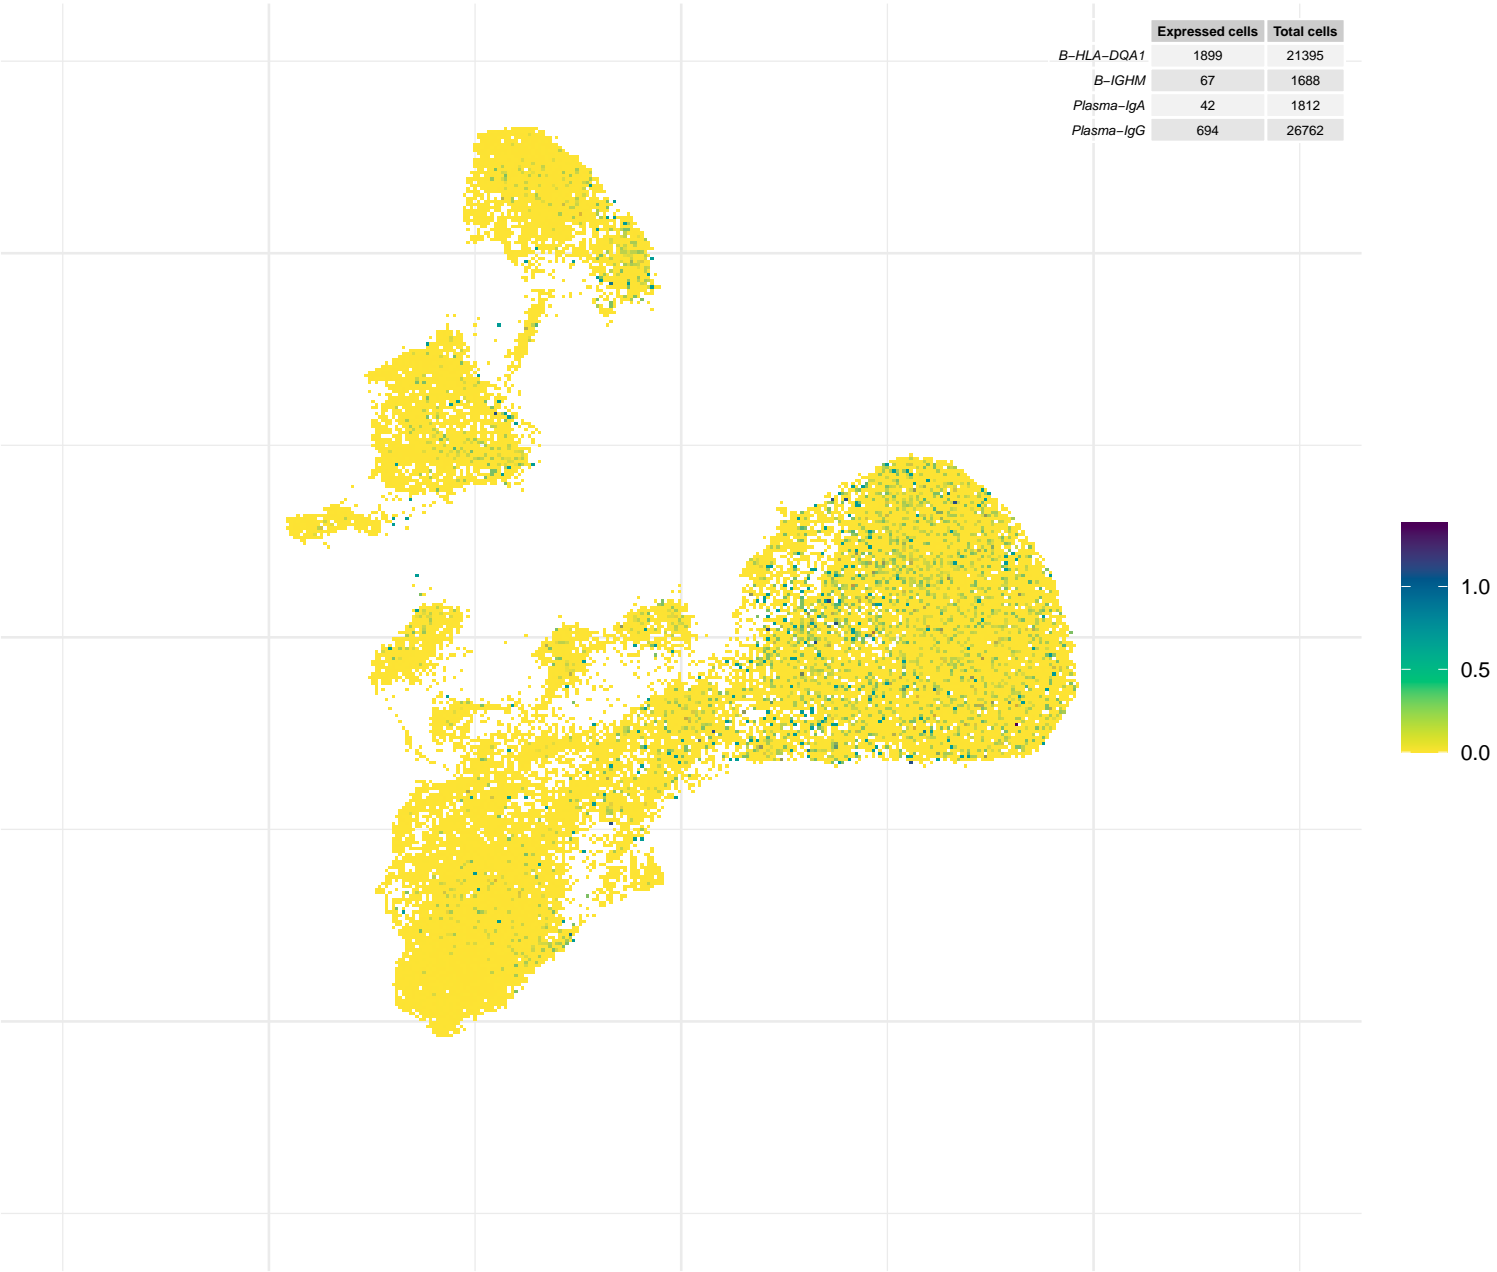 Expressed cells Total cells
B−HLA−DQA1 1899 21395
B−IGHM 67 1688
Plasma−IgA 42 1812
Plasma−IgG 694 26762
1.0
0.5
0.0